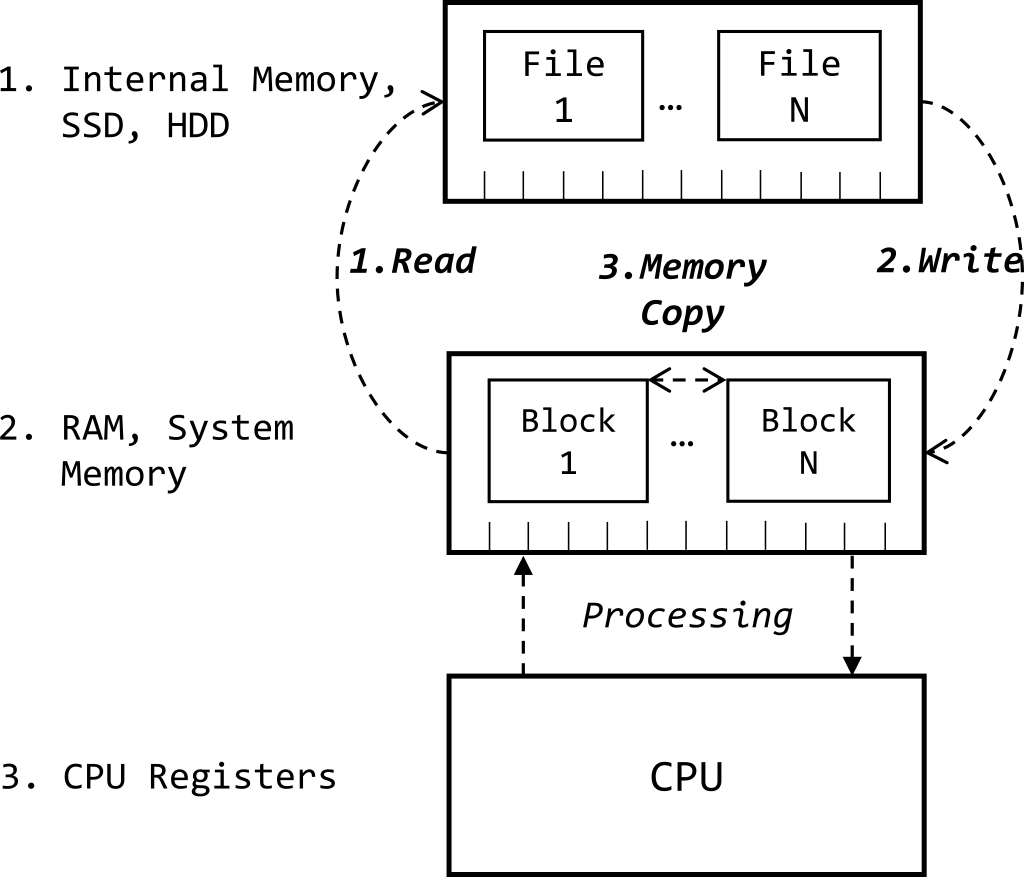 1. Internal Memory,
SSD, HDD
File
1
...
File
N
1.Read
3.Memory
Copy
2.Write
2. RAM, System
Memory
Block
1
...
Block
N
Processing
3. CPU Registers
CPU